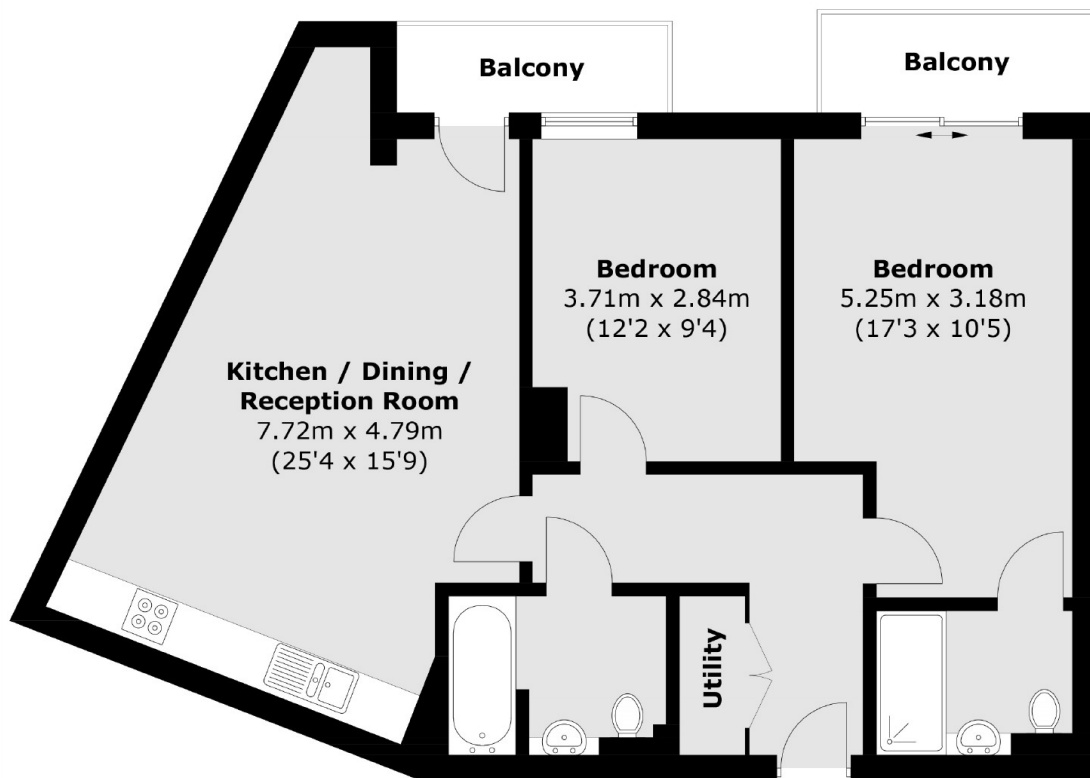 Balcony
Balcony
Bedroom
3.71m x 2.84m
(12'2 x 9'4)
Bedroom
5.25m x 3.18m
(17'3 x 10'5)
Kitchen / Dining /
Reception Room
7.72m x 4.79m
(25'4 x 15'9)
Utility